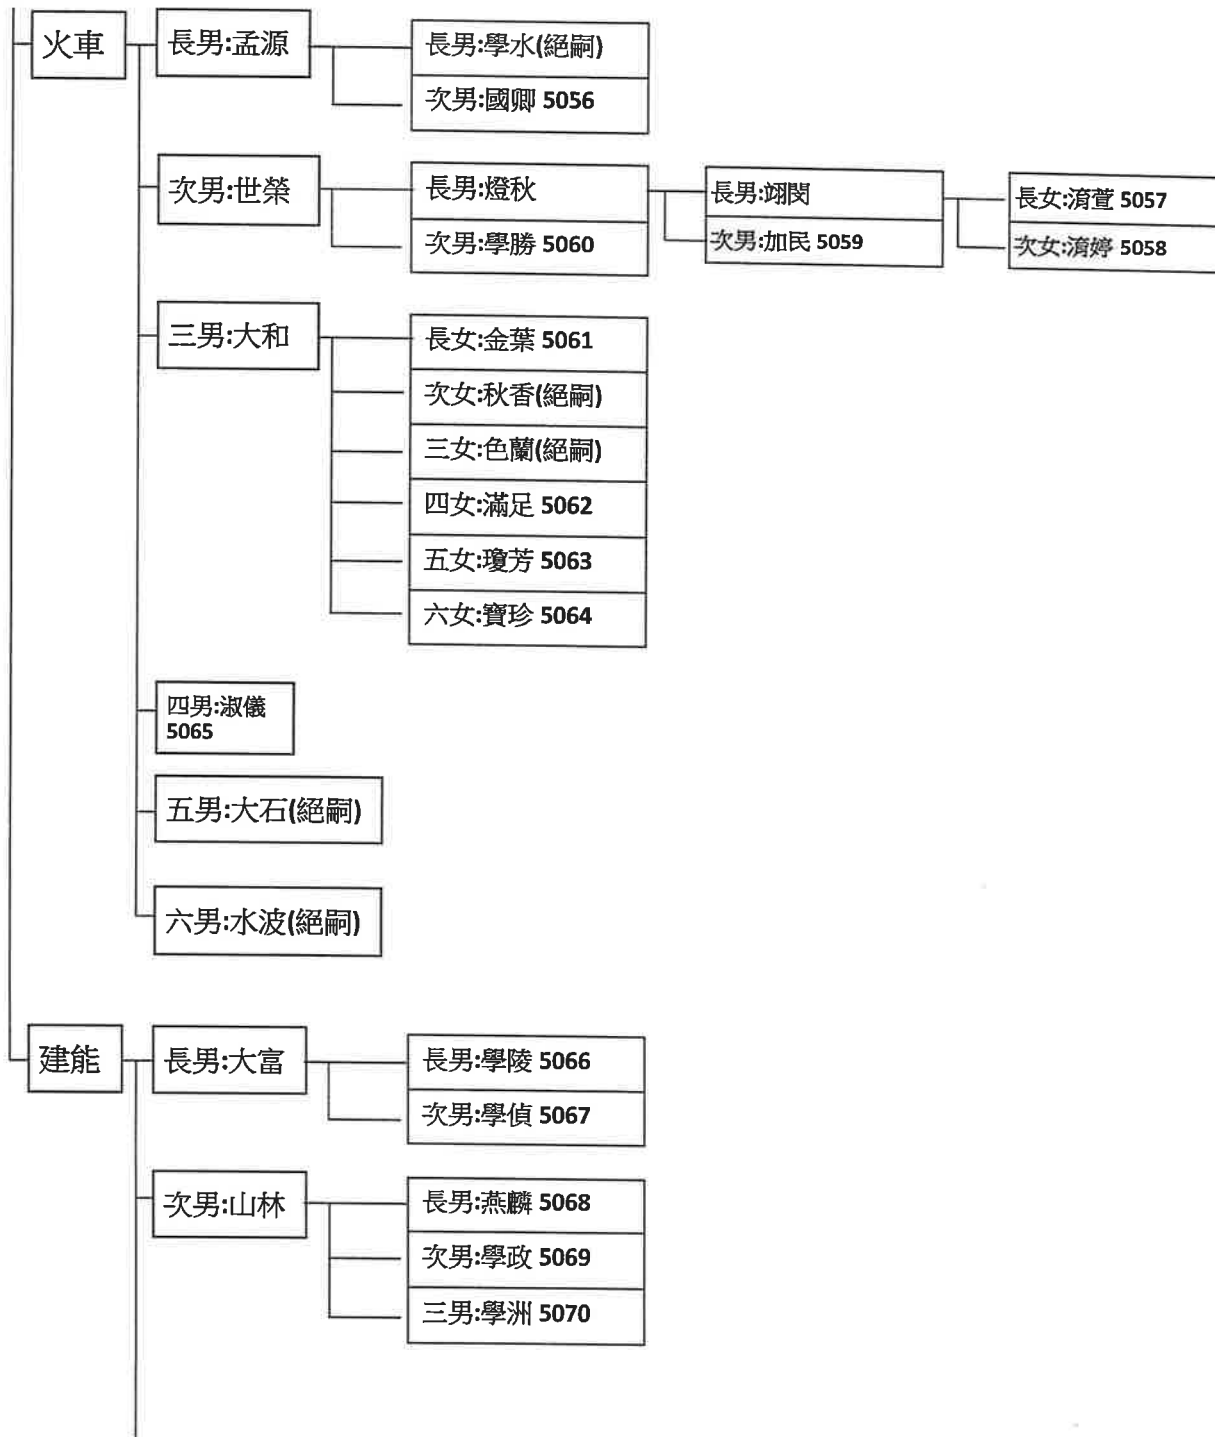 火車
長男:孟源
長男:學水(絕嗣)
次男:國卿 5056
次男:世榮
長男:燈秋
次男:學勝 5060
長男:翊閔
次男:加民 5059
長女:淯萱 5057
次女:淯婷 5058
三男:大和
長女:金葉 5061
次女:秋香(絕嗣)
三女:色蘭(絕嗣)
四女:滿足 5062
五女:瓊芳 5063
六女:寶珍 5064
四男:淑儀
5065
五男:大石(絕嗣)
六男:水波(絕嗣)
建能
長男:大富
長男:學陵 5066
次男:學偵 5067
次男:山林
長男:燕麟 5068
次男:學政 5069
三男:學洲 5070